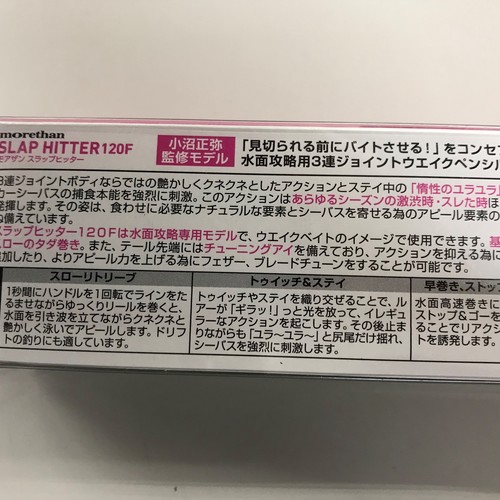 morethan
SLAP HITTER 120F
モアザン スラップヒッター
小沼正弥
監修モデル
「見切られる前にバイトさせる!」をコンセプ
水面攻略用3連ジョイントウエイクペンシル
3連ジョイントボディならではの艶かしくクネクネとしたアクションとステイ中の「惰性のユラユラ」
カーシーバスの捕食本能を強烈に刺激。このアクションはあらゆるシーズンの激渋時・スレた時ほ
発揮します。その姿は、食わせに必要なナチュラルな要素とシーバスを寄せる為のアピール要素の
備えています。
スラップヒッター120Fは水面攻略専用モデルで、ウエイクベイトのイメージで使用できます。基
スローのタダ巻き。また、テール先端にはチューニングアイを備えており、アクションを抑える為に
追加したり、よりアピール力を上げる為にフェザー、ブレードチューンをすることが可能です。
スローリトリーブ
1秒間にハンドルを1回転でラインをた
るませながらゆっくりリールを巻くと、
水面を引き波を立てながらクネクネと
艶かしく泳いでアピールします。ドリフ
トの釣りにも適しています。
トゥイッチ&ステイ
トゥイッチやステイを織り交ぜることで、ル
アーが「ギラッ!」っと光を放って、イレギュ
ラーなアクションを起こします。その後止
まりながらも「ユラ〜ユラ〜」と尻尾だけ揺れ、
シーバスを強烈に刺激します。
早巻き、ストップ
水面高速巻きに
ストップ&ゴーを
ことによりリアク
トを誘発します。